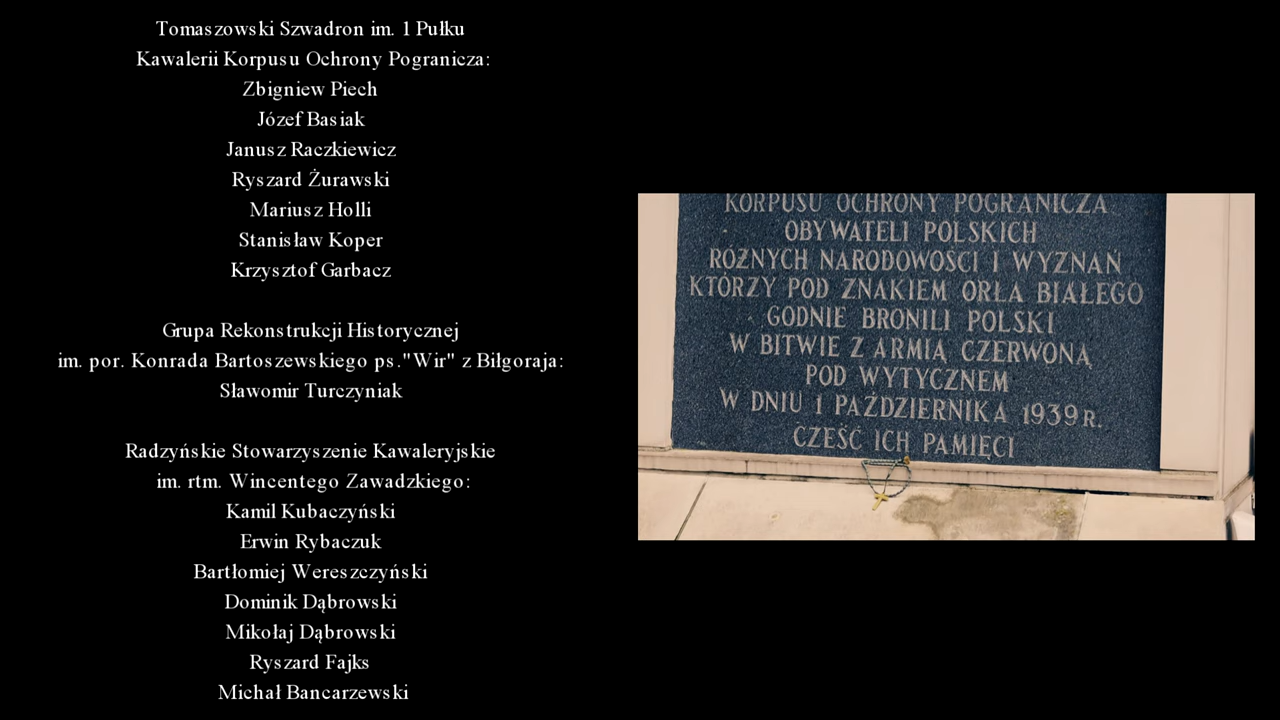 Tomaszowski Szwadron im. 1 Pułku
Kawalerii Korpusu Ochrony Pogranicza:
Zbigniew Piech
Józef Basiak
Janusz Raczkiewicz
Ryszard Żurawski
Mariusz Holli
Stanisław Koper
Krzysztof Garbacz
Grupa Rekonstrukcji Historycznej
im. por. Konrada Bartoszewskiego ps."Wir" z Biłgoraja:
Sławomir Turczyniak
Radzyńskie Stowarzyszenie Kawaleryjskie
im. rtm. Wincentego Zawadzkiego:
Kamil Kubaczyński
Erwin Rybaczuk
Bartłomiej Wereszczyński
Dominik Dąbrowski
Mikołaj Dąbrowski
Ryszard Fajks
Michał Bancarzewski
KORPUSU OCHRONY POGRANICZA
OBYWATELI POLSKICH
RÓŻNYCH NARODOWOŚCI I WYZNAŃ
KTÓRZY POD ZNAKIEM ORŁA BIAŁEGO
GODNIE BRONILI POLSKI
W BITWIE Z ARMIĄ CZERWONĄ
POD WYTYCZNEM
W DNIU 1 PAŹDZIERNIKA 1939 R.
CZEŚĆ ICH PAMIĘCI